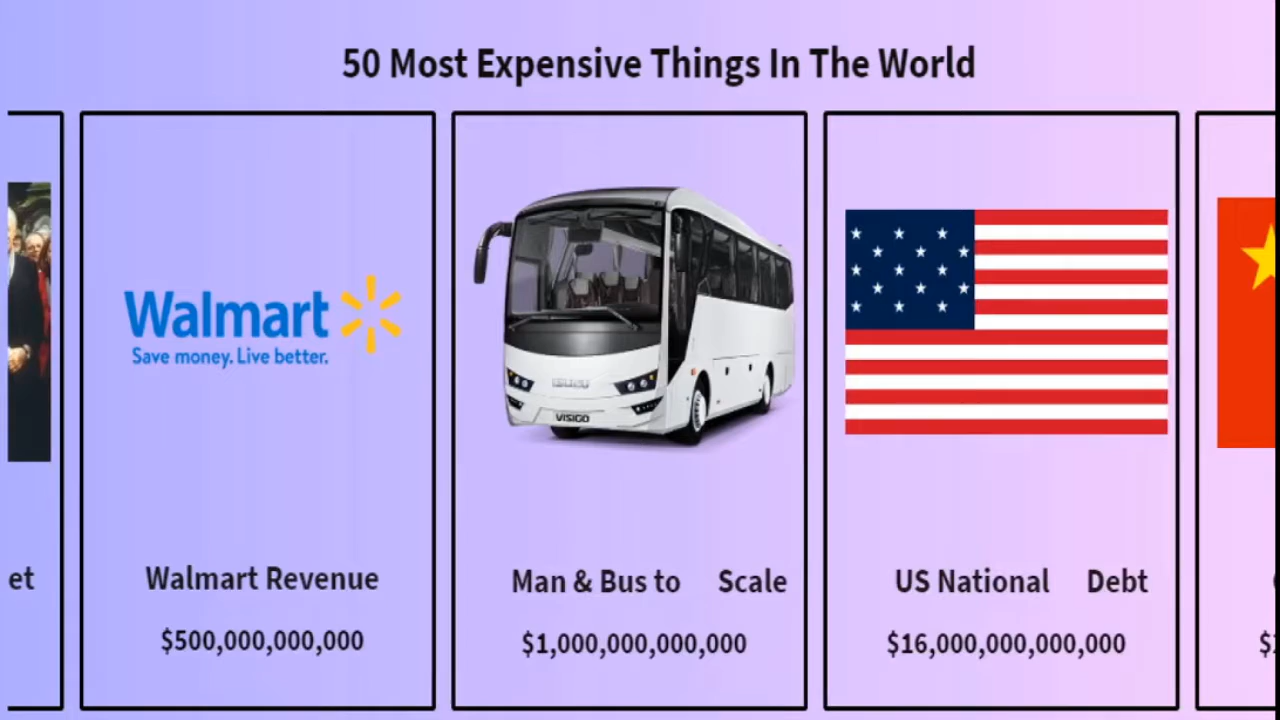 50 Most Expensive Things In The World
et
Walmart
Save money. Live better.
Walmart Revenue
$500,000,000,000
ISUZU
VISIGO
Man & Bus to Scale
$1,000,000,000,000
US National Debt
$16,000,000,000,000